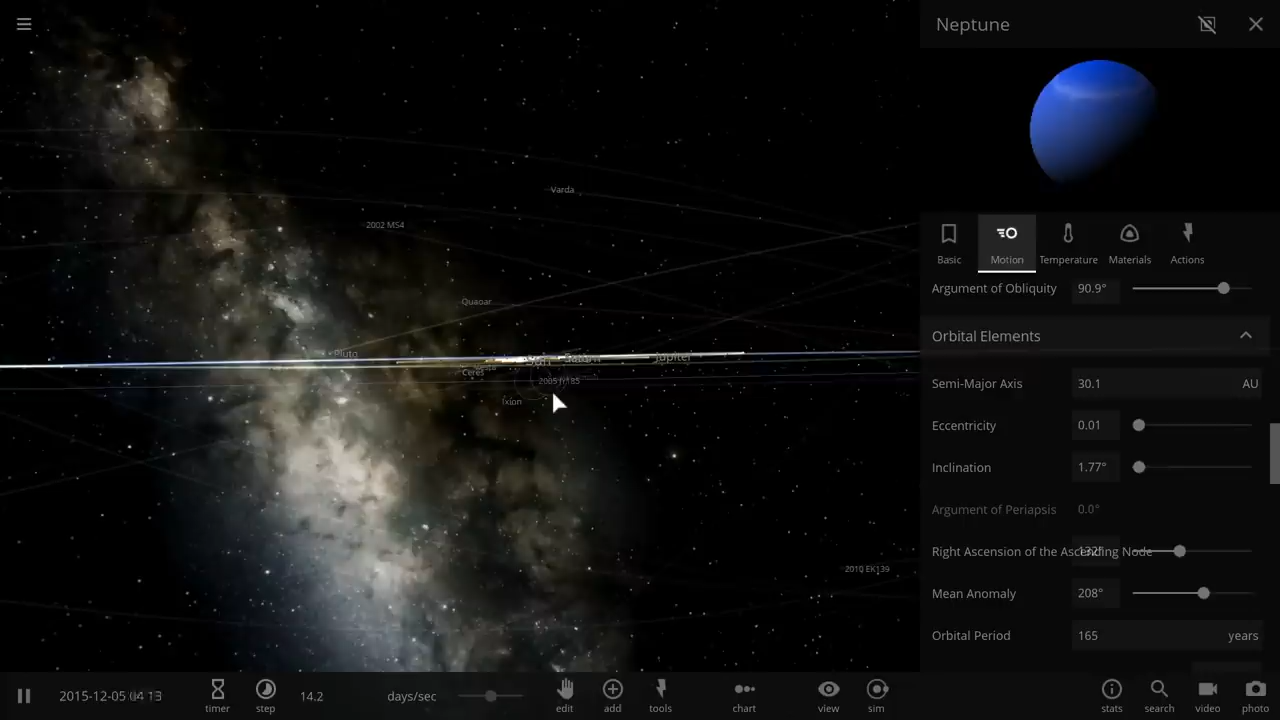 Neptune
Varda
2002 MS4
Quaoar
Pluto
Sun
Saturn
Jupiter
Ceres
Ixion
2010 EK139
Basic
Motion
Temperature
Materials
Actions
Argument of Obliquity 90.9°
Orbital Elements
Semi-Major Axis 30.1 AU
Eccentricity 0.01
Inclination 1.77°
Argument of Periapsis 0.0°
Right Ascension of the Ascending Node 132°
Mean Anomaly 208°
Orbital Period 165 years
2015-12-05
timer
step
14.2 days/sec
edit
add
tools
chart
view
sim
stats
search
video
photo